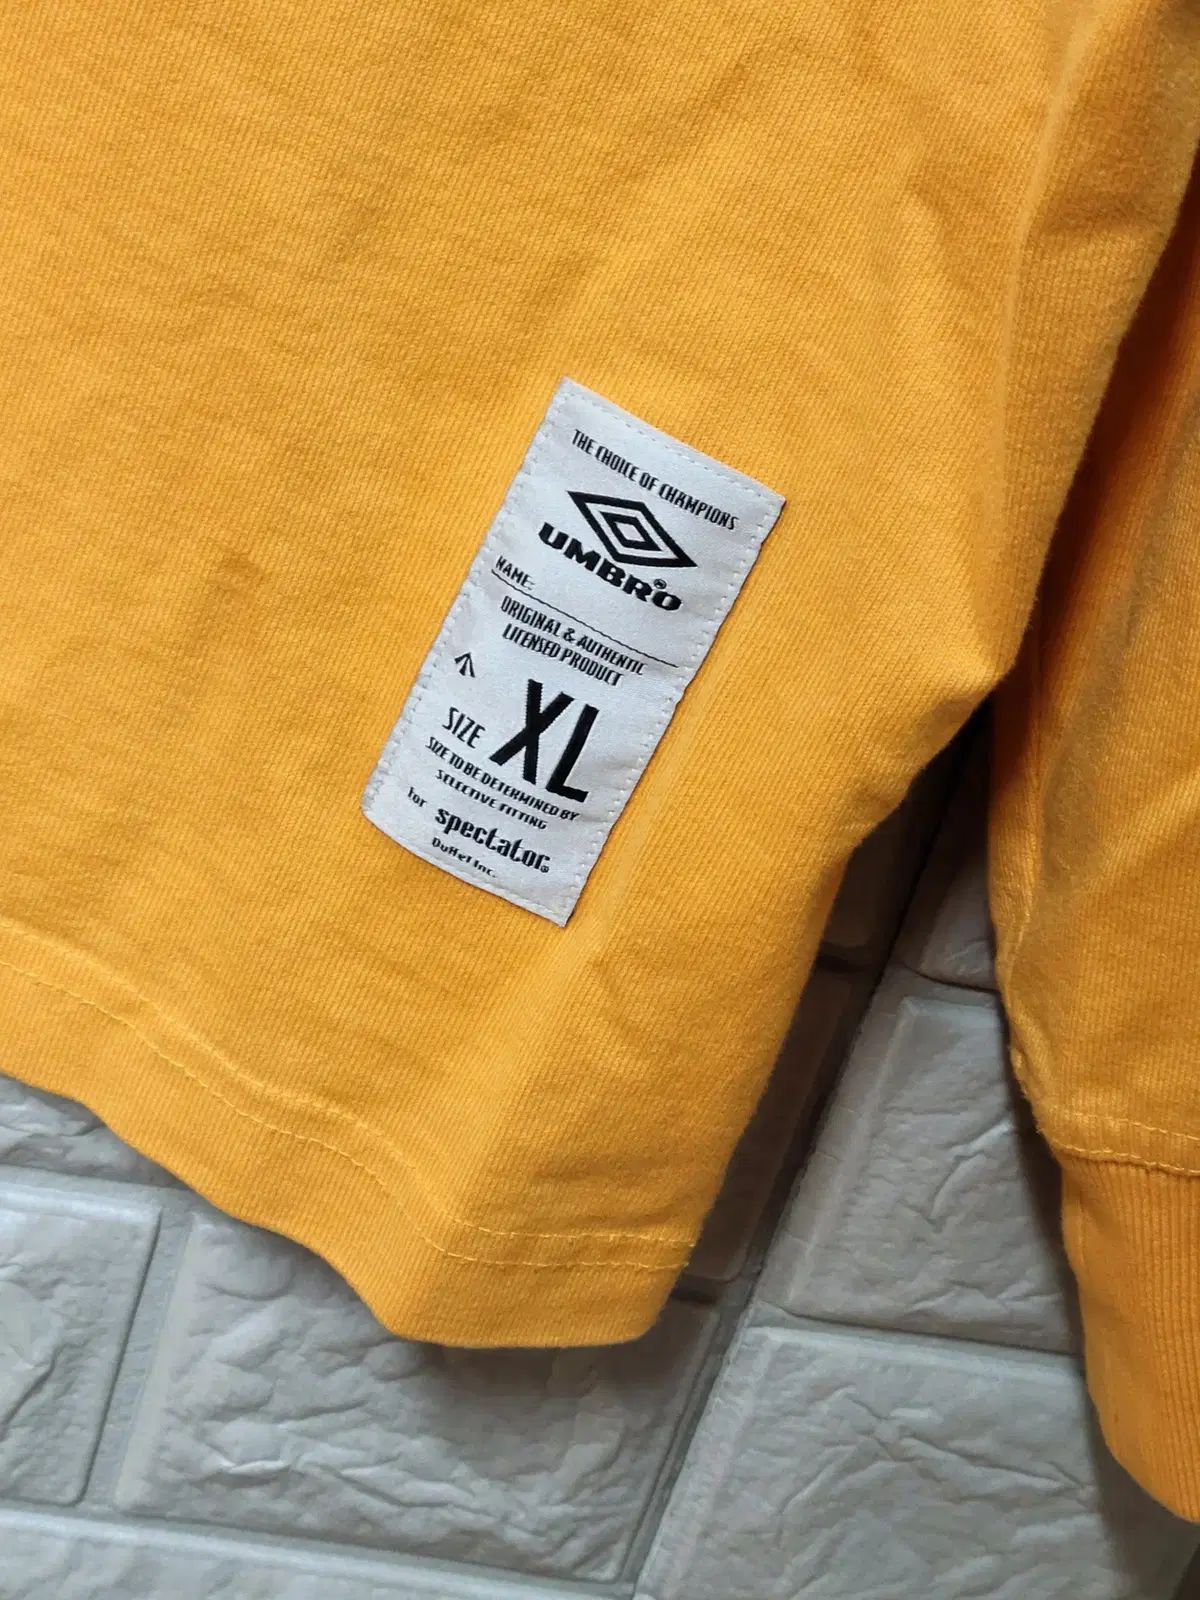 THE CHOICE OF CHAMPIONS
UMBRO®
NAME:
ORIGINAL & AUTHENTIC
LICENSED PRODUCT
SIZE XL
SIZE TO BE DETERMINED BY
SELECTIVE FITTING
for spectator®
DuHeT Inc.